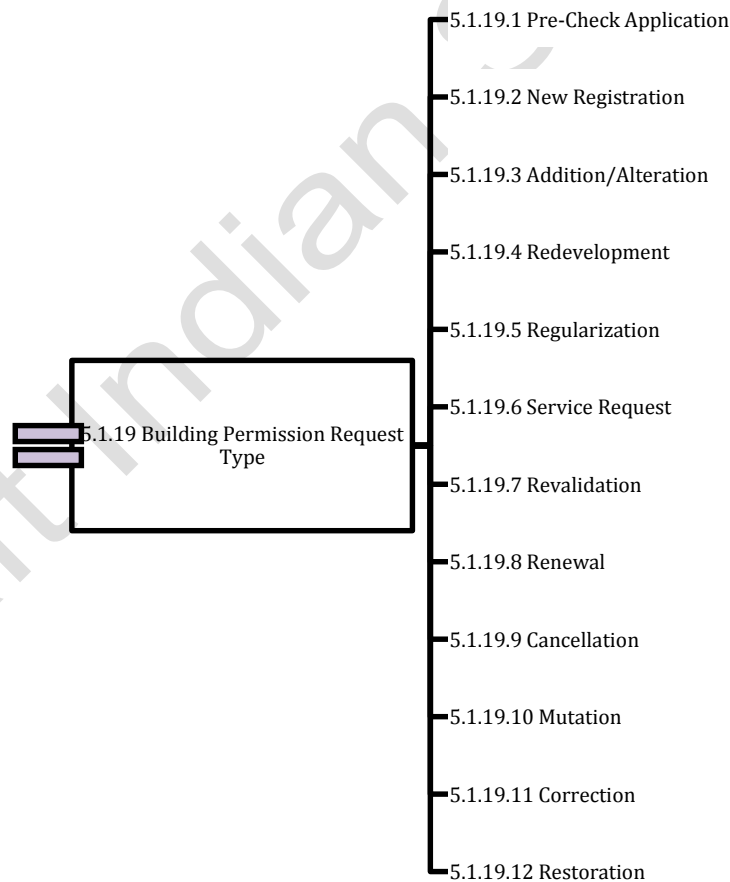 5.1.19.1 Pre-Check Application
5.1.19.2 New Registration
5.1.19.3 Addition/Alteration
5.1.19.4 Redevelopment
5.1.19.5 Regularization
5.1.19.6 Service Request
5.1.19 Building Permission Request
Type
5.1.19.7 Revalidation
5.1.19.8 Renewal
5.1.19.9 Cancellation
5.1.19.10 Mutation
5.1.19.11 Correction
5.1.19.12 Restoration
Indian